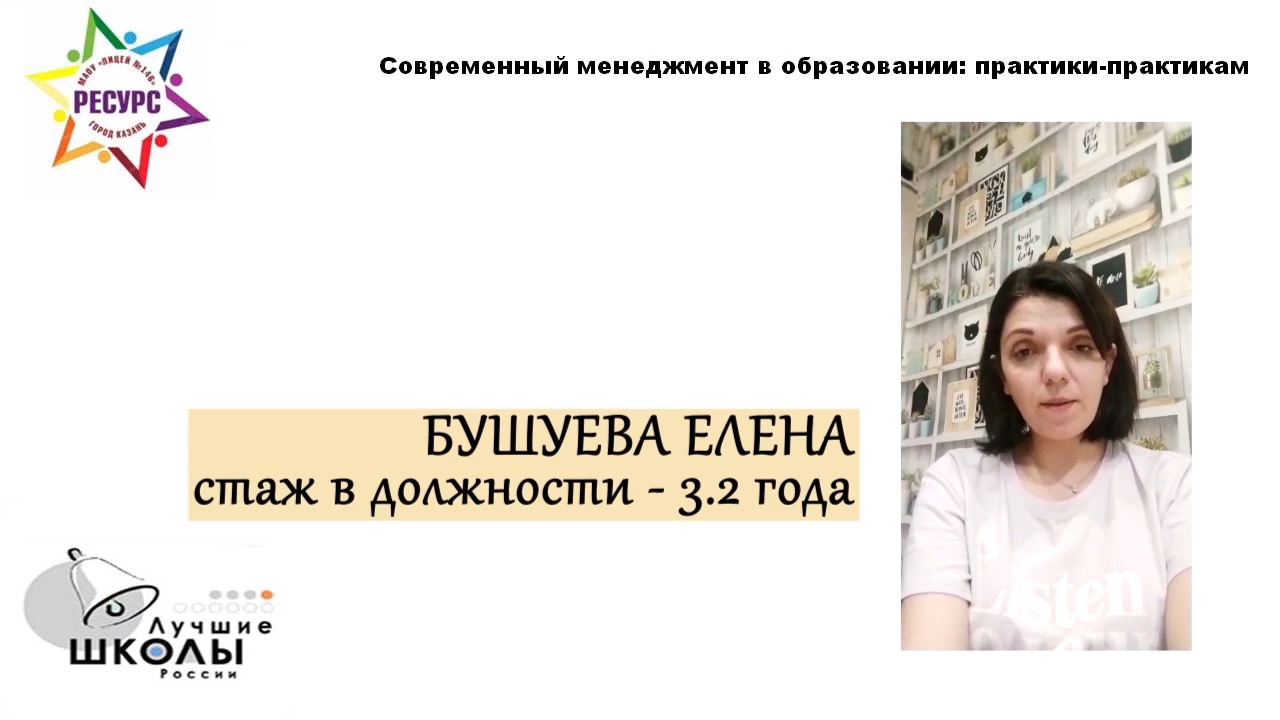 Современный менеджмент в образовании: практики-практикам
МАОУ «ЛИЦЕЙ №146»
РЕСУРС
ГОРОД КАЗАНЬ
БУШУЕВА ЕЛЕНА
стаж в должности - 3.2 года
Listen
Лучшие
ШКОЛЫ
России